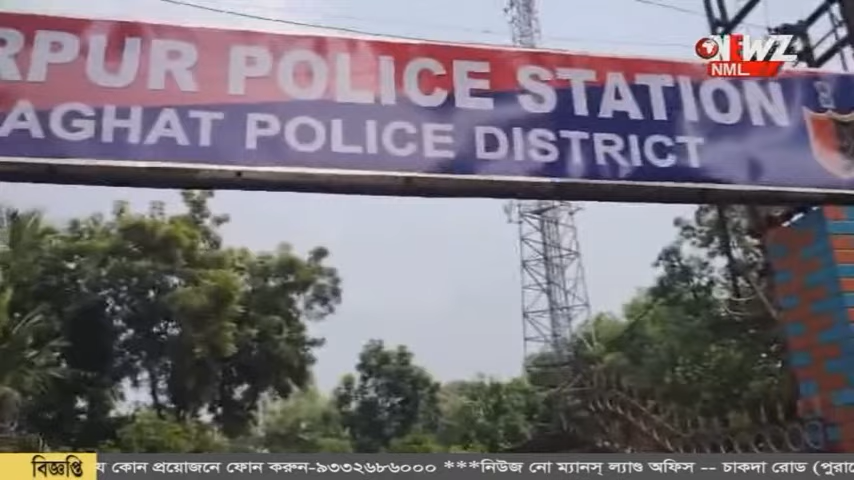 NEWZ
NML
RPUR POLICE STATION
AGHAT POLICE DISTRICT
বিজ্ঞপ্তি
য কোন প্রয়োজনে ফোন করুন-৯৩৩২৬৮৬০০০ ***নিউজ নো ম্যানস্ ল্যাণ্ড অফিস -- চাকদা রোড (পুরা